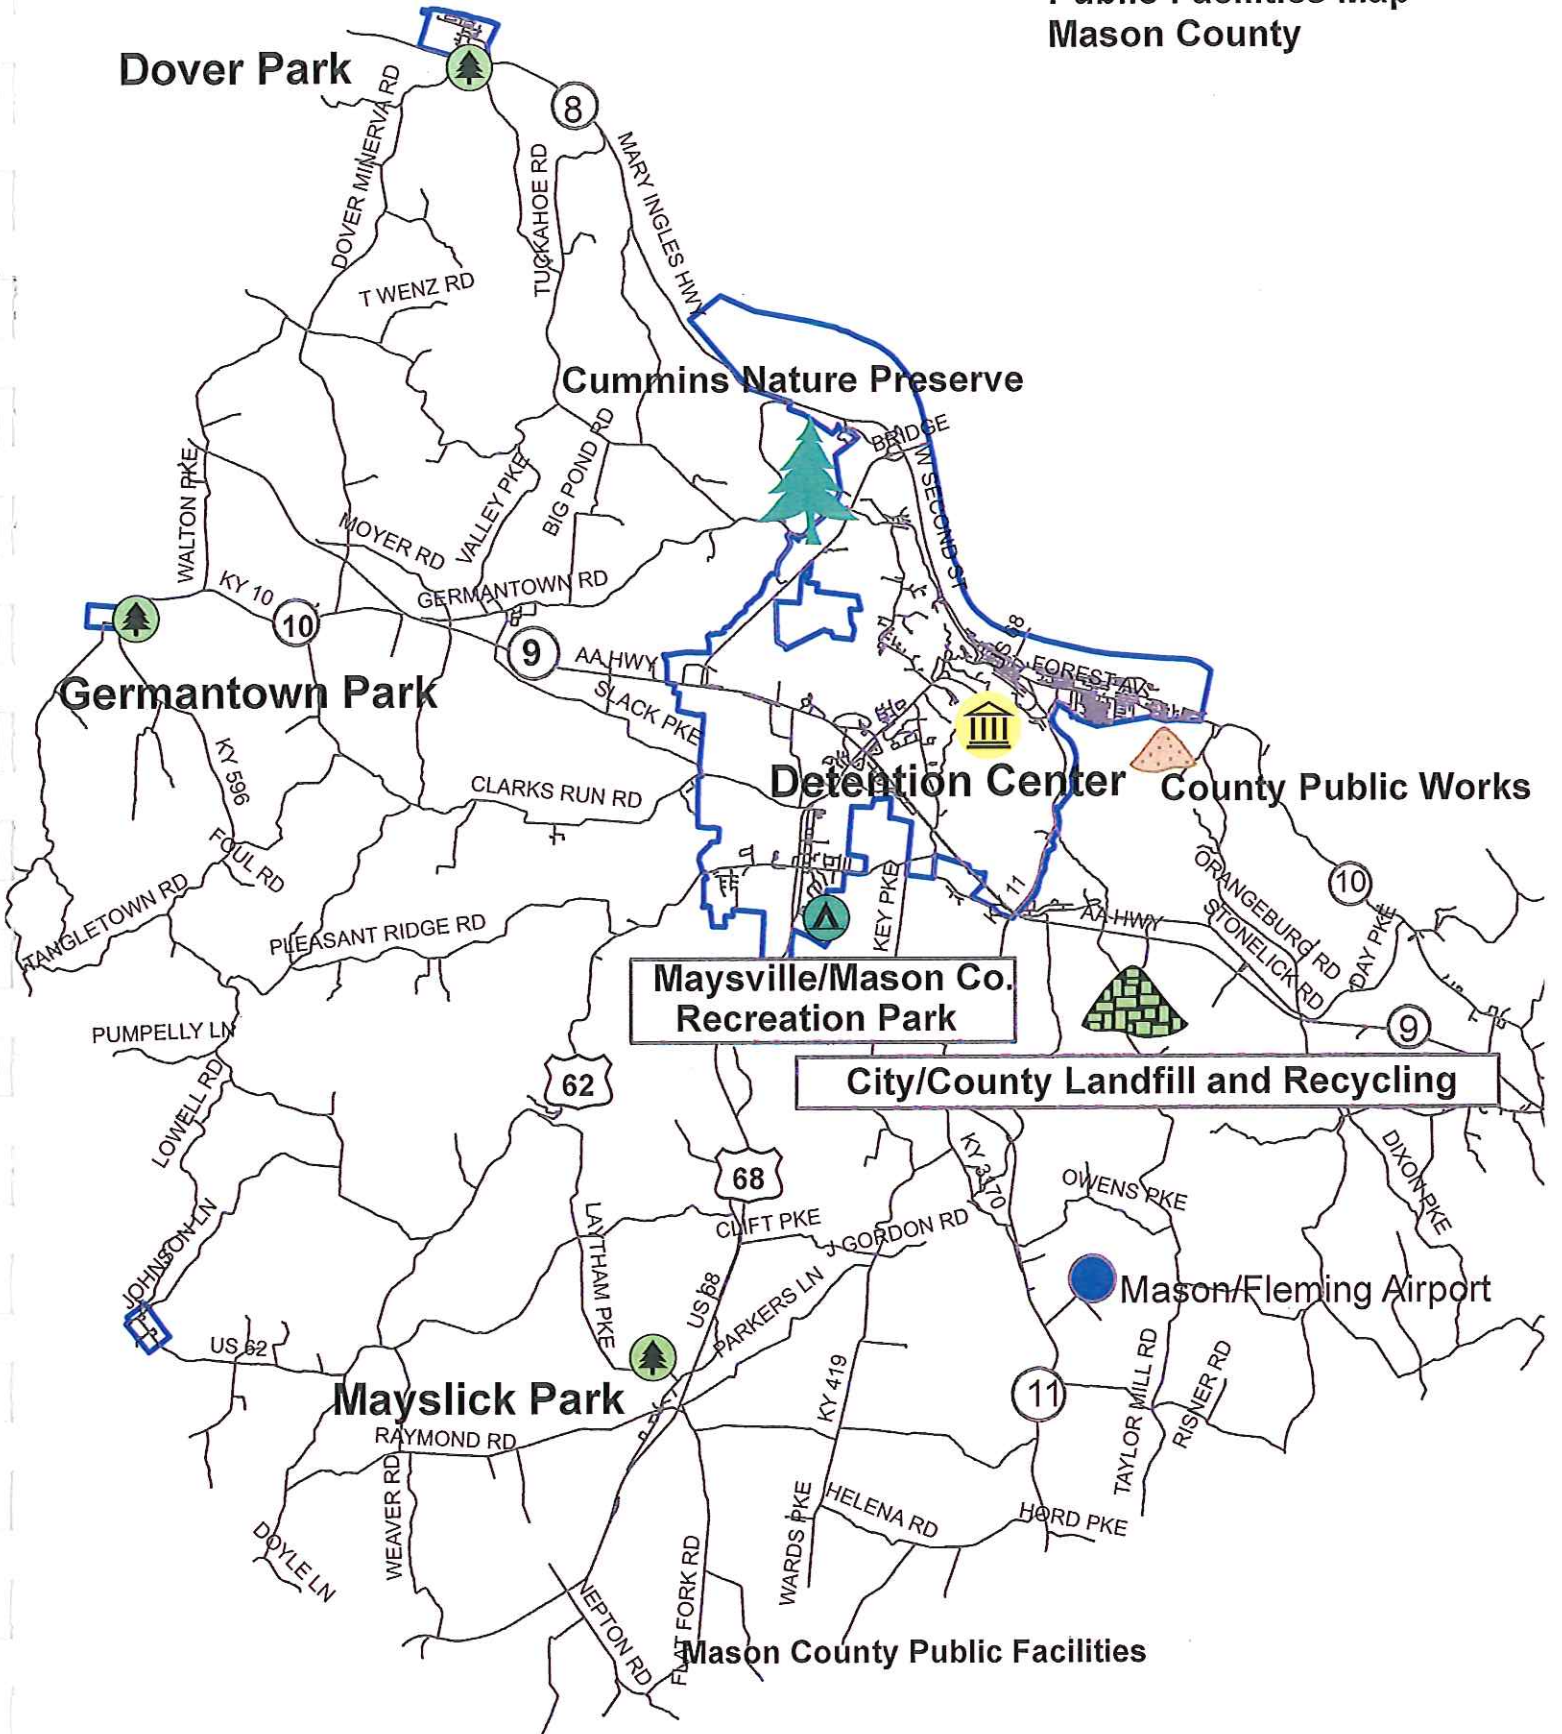 Public Facilities Map
Mason County
Dover Park
8
DOVER MINERVA RD
TUCKAHOE RD
MARY INGLES HWY
T WENZ RD
Cummins Nature Preserve
BRIDGE
W SECOND ST
WALTON PKE
MOYER RD
VALLEY PKE
BIG POND RD
KY 10
GERMANTOWN RD
10
9
AA HWY
SLACK PKE
FOREST AV
Germantown Park
KY 596
CLARKS RUN RD
Detention Center
County Public Works
FOUL RD
TANGLETOWN RD
PLEASANT RIDGE RD
KEY PKE
11
AA HWY
ORANGEBURG RD
STONELICK RD
DAY PKE
10
Maysville/Mason Co.
Recreation Park
PUMPELLY LN
9
62
City/County Landfill and Recycling
LOWELL RD
68
KY 3170
OWENS PKE
DIXON PKE
JOHNSON LN
LAYTHAM PKE
CLIFT PKE
J GORDON RD
US 68
PARKERS LN
Mason/Fleming Airport
US 62
Mayslick Park
KY 419
11
TAYLOR MILL RD
RISNER RD
RAYMOND RD
WEAVER RD
DOYLE LN
WARDS PKE
HELENA RD
HORD PKE
NEPTON RD
FLAT FORK RD
Mason County Public Facilities